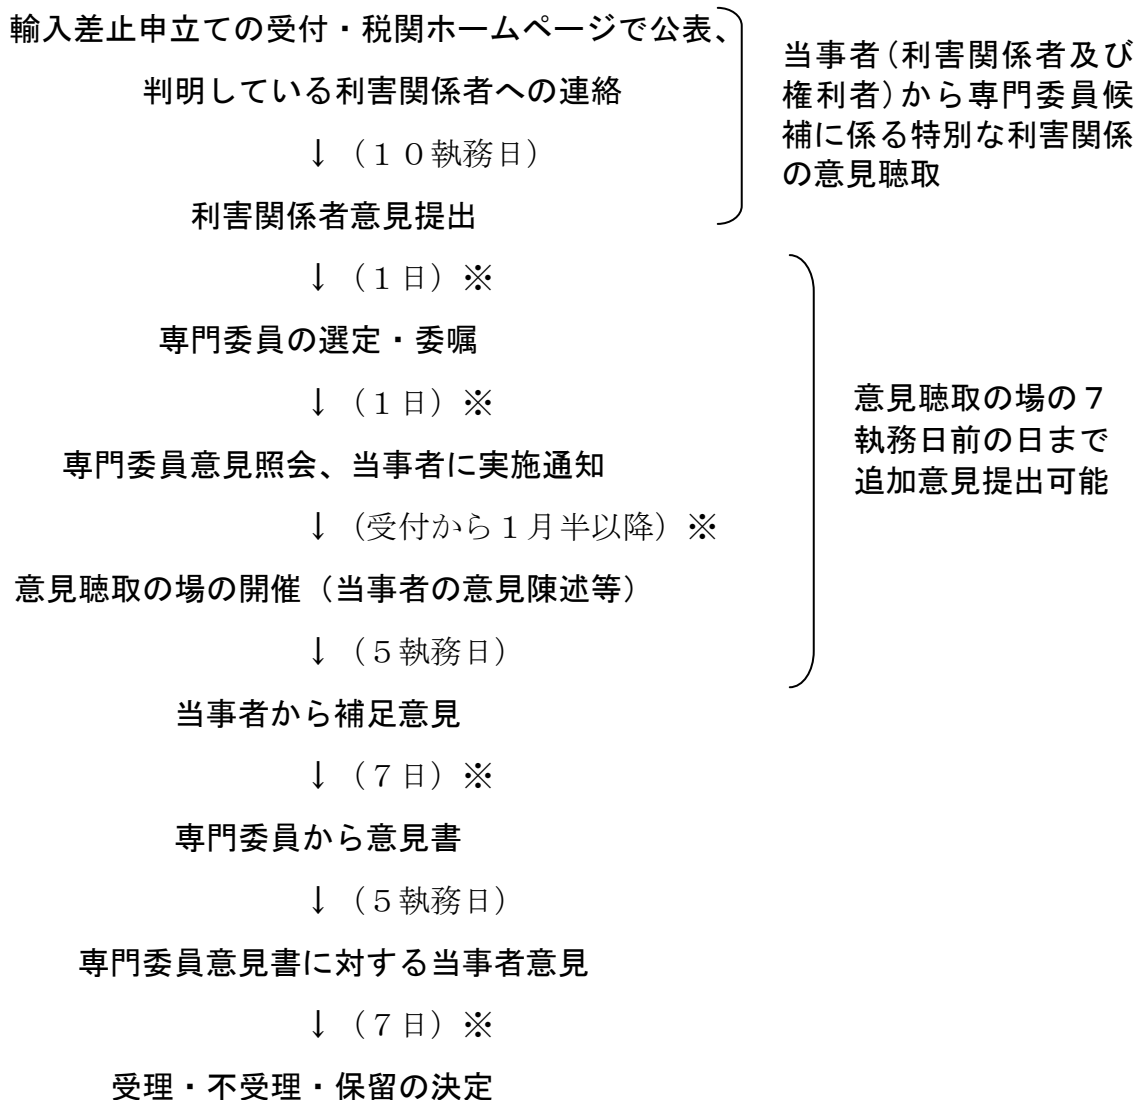 輸入差止申立ての受付・税関ホームページで公表、
判明している利害関係者への連絡
↓（１０執務日）
利害関係者意見提出
当事者（利害関係者及び
権利者）から専門委員候
補に係る特別な利害関係
の意見聴取
↓（１日）※
専門委員の選定・委嘱
↓（１日）※
専門委員意見照会、当事者に実施通知
↓（受付から１月半以降）※
意見聴取の場の開催（当事者の意見陳述等）
↓（５執務日）
当事者から補足意見
意見聴取の場の７
執務日前の日まで
追加意見提出可能
↓（７日）※
専門委員から意見書
↓（５執務日）
専門委員意見書に対する当事者意見
↓（７日）※
受理・不受理・保留の決定